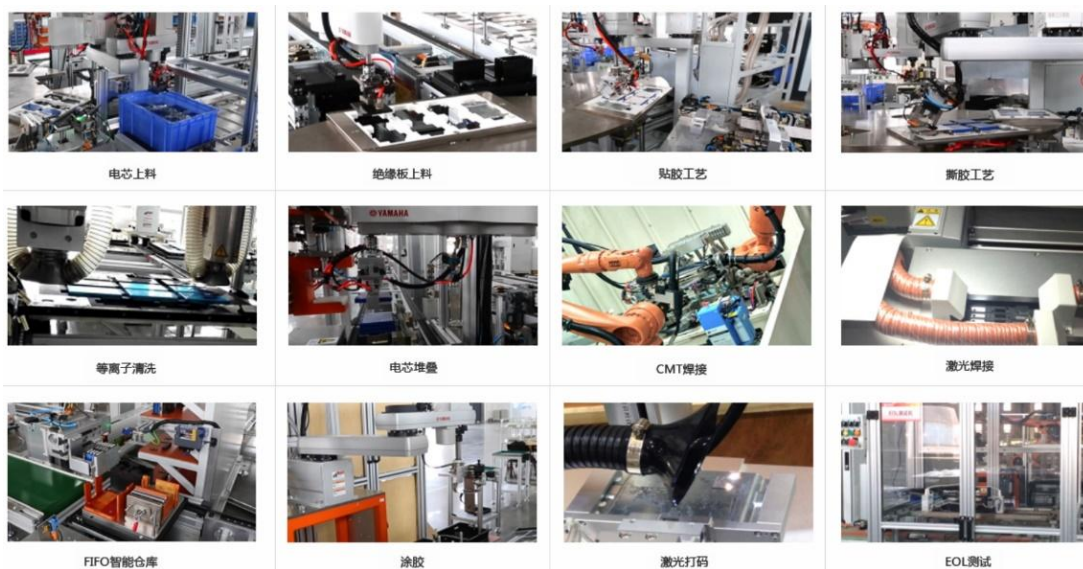 电芯上料
绝缘板上料
贴胶工艺
撕胶工艺
YAMAHA
等离子清洗
电芯堆叠
CMT焊接
激光焊接
FIFO智能仓库
涂胶
激光打码
EOL测试